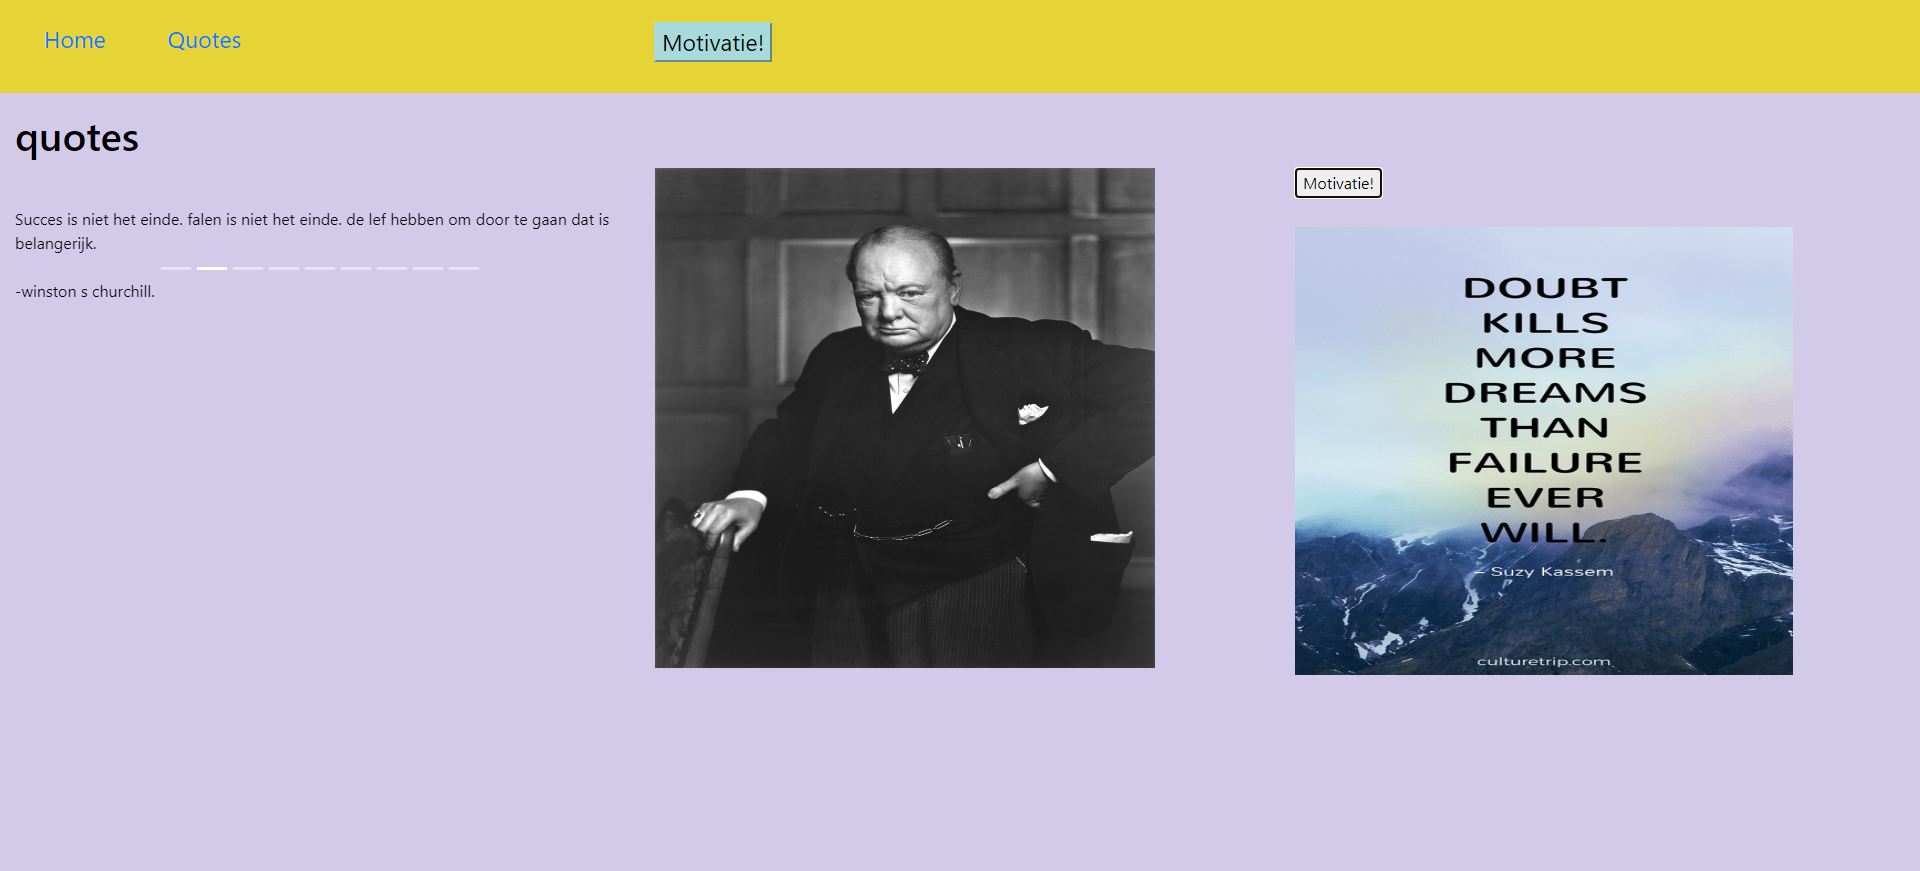 Home
Quotes
Motivatie!
quotes
Succes is niet het einde. falen is niet het einde. de lef hebben om door te gaan dat is
belangerijk.
-winston s churchill.
Motivatie!
DOUBT
KILLS
MORE
DREAMS
THAN
FAILURE
EVER
WILL.
– Suzy Kassem
culturetrip.com